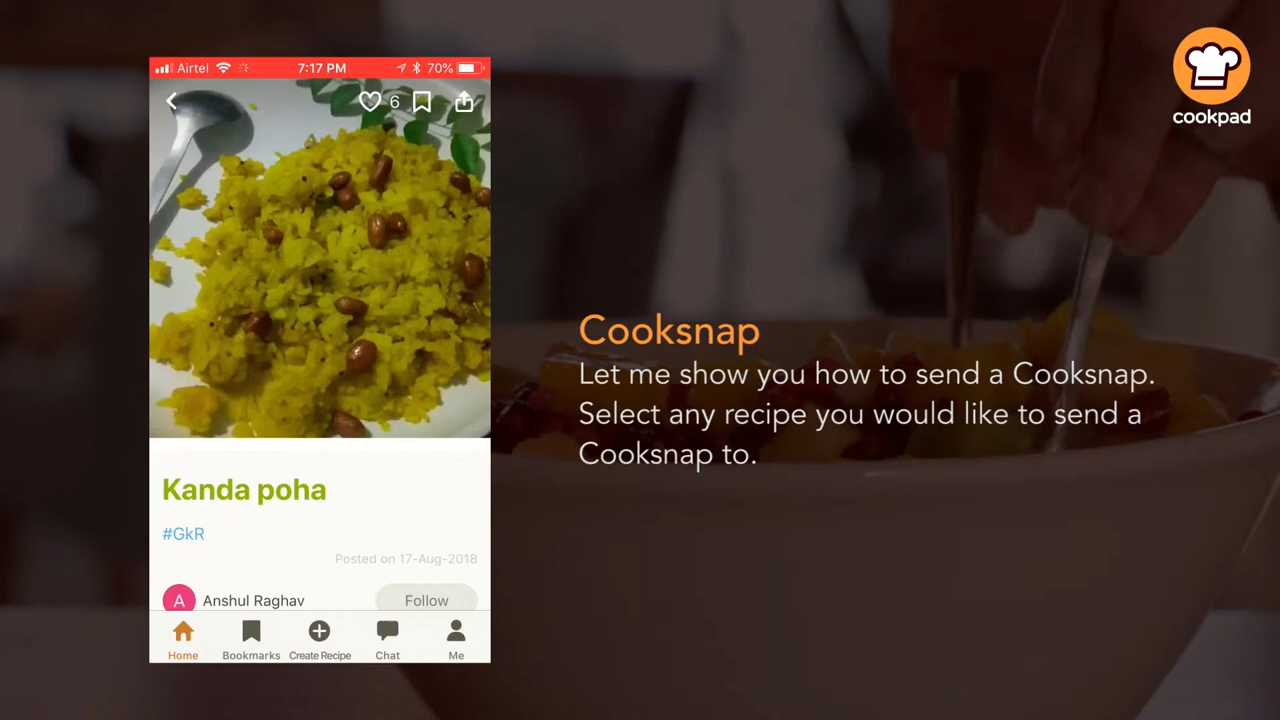 Airtel 7:17 PM 70%
6
Kanda poha
#GkR
Posted on 17-Aug-2018
A Anshul Raghav Follow
Home Bookmarks Create Recipe Chat Me
Cooksnap
Let me show you how to send a Cooksnap.
Select any recipe you would like to send a
Cooksnap to.
cookpad